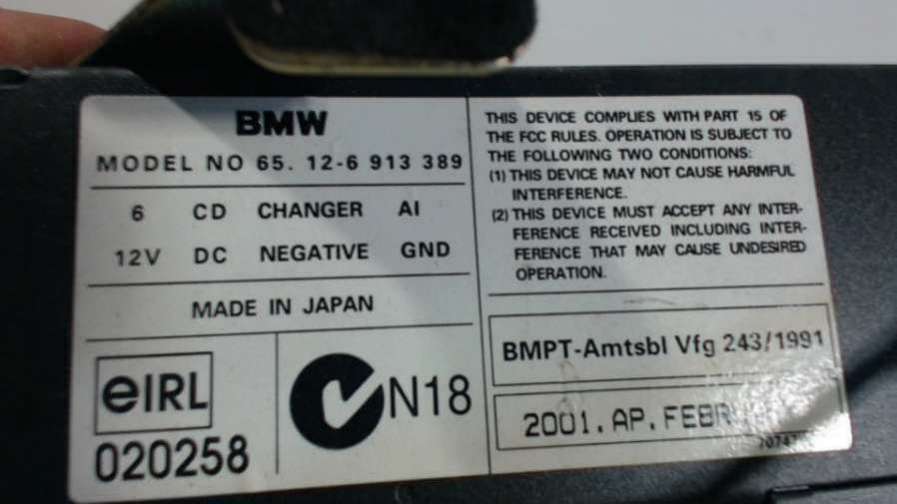 BMW
MODEL NO 65. 12-6 913 389
6 CD CHANGER AI
12V DC NEGATIVE GND
MADE IN JAPAN
eIRL
020258
N18
THIS DEVICE COMPLIES WITH PART 15 OF
THE FCC RULES. OPERATION IS SUBJECT TO
THE FOLLOWING TWO CONDITIONS:
(1) THIS DEVICE MAY NOT CAUSE HARMFUL
INTERFERENCE.
(2) THIS DEVICE MUST ACCEPT ANY INTER-
FERENCE RECEIVED INCLUDING INTER-
FERENCE THAT MAY CAUSE UNDESIRED
OPERATION.
BMPT-Amtsbl Vfg 243/1991
2001. AP.